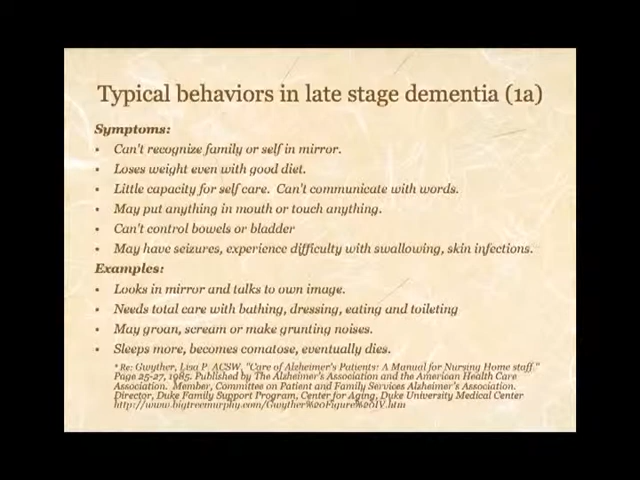 Typical behaviors in late stage dementia (1a)
Symptoms:
• Can't recognize family or self in mirror.
• Loses weight even with good diet.
• Little capacity for self care. Can't communicate with words.
• May put anything in mouth or touch anything.
• Can't control bowels or bladder
• May have seizures, experience difficulty with swallowing, skin infections.
Examples:
• Looks in mirror and talks to own image.
• Needs total care with bathing, dressing, eating and toileting
• May groan, scream or make grunting noises.
• Sleeps more, becomes comatose, eventually dies.
* Re: Gwyther, Lisa P. ACSW, "Care of Alzheimer's Patients: A Manual for Nursing Home staff."
Page 25-27, 1985. Published by The Alzheimer's Association and the American Health Care
Association. Member, Committee on Patient and Family Services Alzheimer's Association.
Director, Duke Family Support Program, Center for Aging, Duke University Medical Center
http://www.bigtreemurphy.com/Gwyther%20Figure%20IV.htm